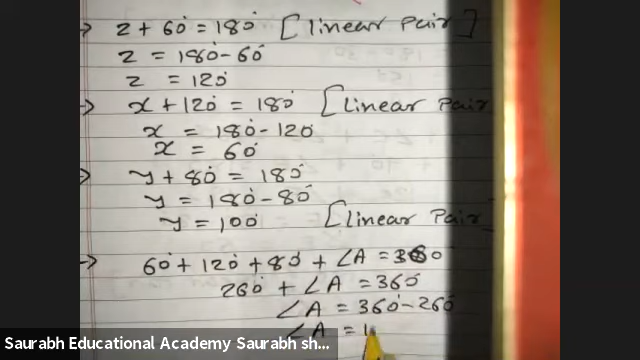 → z + 60° = 180° [linear Pair]
z = 180° - 60°
z = 120°
→ x + 120° = 180° [linear Pair
x = 180° - 120°
x = 60°
→ y + 80° = 180°
y = 180° - 80°
y = 100° [linear Pair
→ 60° + 120° + 80° + ∠A = 360°
260° + ∠A = 360°
∠A = 360° - 260°
∠A = 1
Saurabh Educational Academy Saurabh sh...